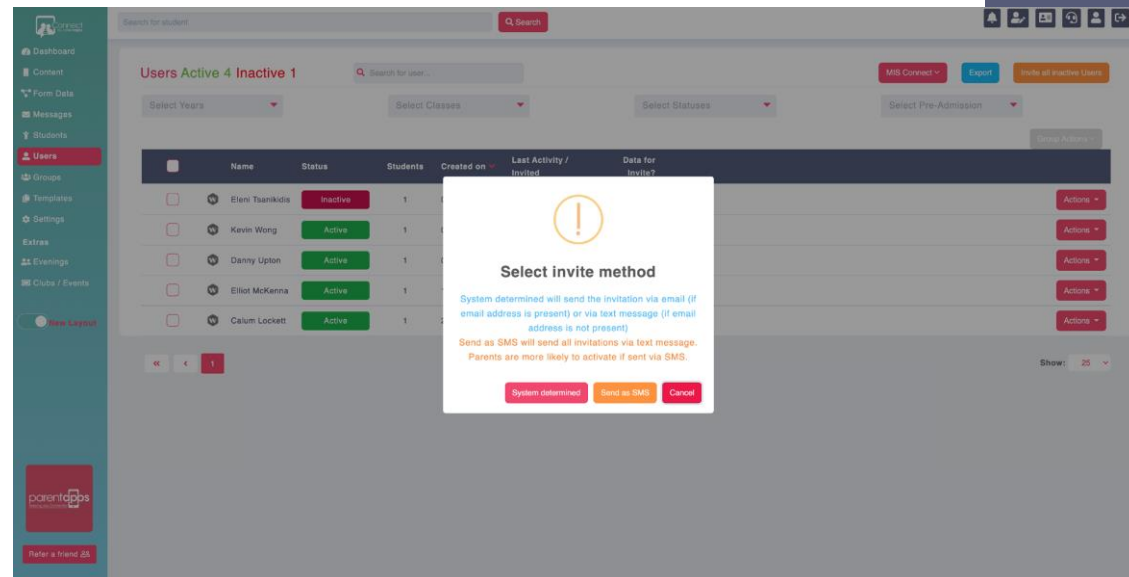 Connect
Search for student
Search
Dashboard
Content
Form Data
Messages
Students
Users
Groups
Templates
Settings
Extras
Evenings
Clubs / Events
New Layout
parentapps
Refer a friend
Users Active 4 Inactive 1
Search for user...
MIS Connect
Export
Invite all inactive Users
Select Years
Select Classes
Select Statuses
Select Pre-Admission
Group Actions
Name Status Students Created on Last Activity / Invited Data for Invite?
Eleni Tsanikidis Inactive 1 Actions
Kevin Wong Active 1 Actions
Danny Upton Active 1 Actions
Elliot McKenna Active 1 Actions
Calum Lockett Active 1 Actions
« ‹ 1
Show: 25
Select invite method
System determined will send the invitation via email (if
email address is present) or via text message (if email
address is not present)
Send as SMS will send all invitations via text message.
Parents are more likely to activate if sent via SMS.
System determined Send as SMS Cancel